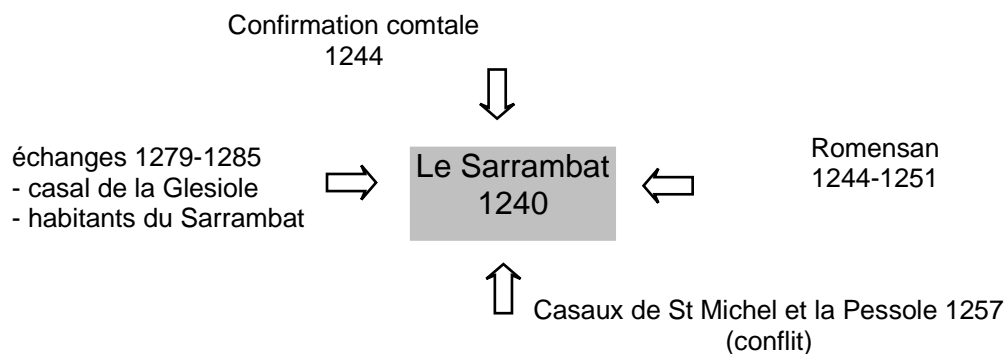 Confirmation comtale
1244
échanges 1279-1285
- casal de la Glesiole
- habitants du Sarrambat
Le Sarrambat
1240
Romensan
1244-1251
Casaux de St Michel et la Pessole 1257
(conflit)